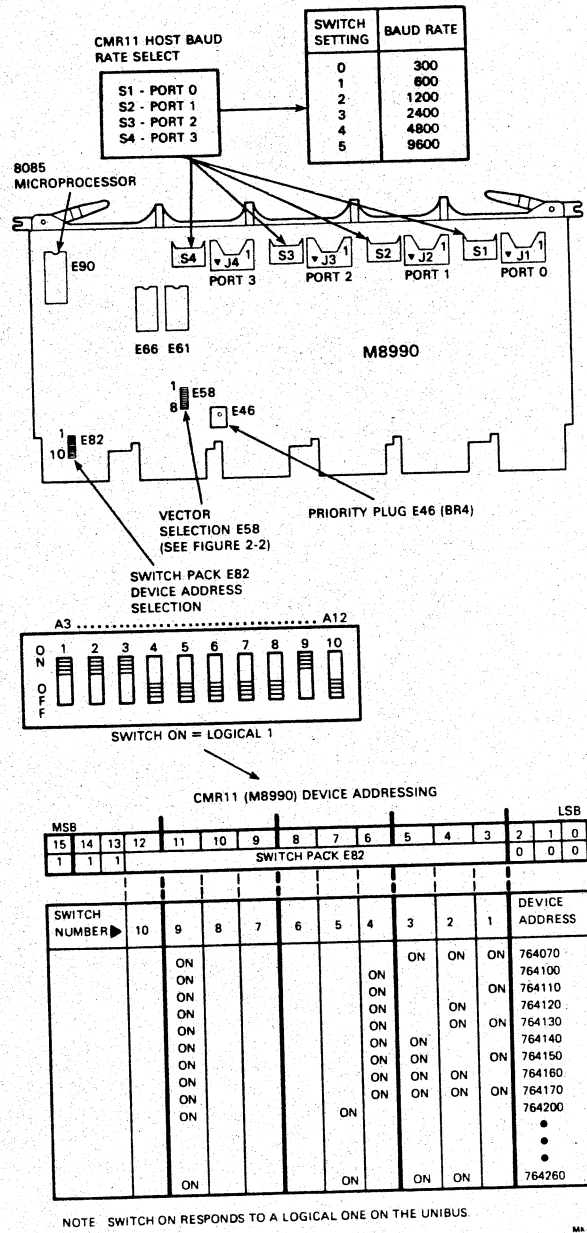 CMR11 HOST BAUD
RATE SELECT
S1 - PORT 0
S2 - PORT 1
S3 - PORT 2
S4 - PORT 3
SWITCH SETTING BAUD RATE
0 300
1 600
2 1200
3 2400
4 4800
5 9600
8085
MICROPROCESSOR
E90
S4 J4 1 S3 J3 1 S2 J2 1 S1 J1 1
PORT 3 PORT 2 PORT 1 PORT 0
E66 E61
M8990
1
8
E58
E46
1
10
E82
VECTOR
SELECTION E58
(SEE FIGURE 2-2)
PRIORITY PLUG E46 (BR4)
SWITCH PACK E82
DEVICE ADDRESS
SELECTION
A3 .................................... A12
ON
OFF
1 2 3 4 5 6 7 8 9 10
SWITCH ON = LOGICAL 1
CMR11 (M8990) DEVICE ADDRESSING
MSB LSB
15 14 13 12 11 10 9 8 7 6 5 4 3 2 1 0
1 1 1 SWITCH PACK E82 0 0 0
SWITCH NUMBER▶ 10 9 8 7 6 5 4 3 2 1 DEVICE ADDRESS
ON ON ON ON 764070
ON ON 764100
ON ON ON 764110
ON ON ON 764120
ON ON ON ON 764130
ON ON ON 764140
ON ON ON ON 764150
ON ON ON ON 764160
ON ON ON ON ON 764170
ON ON 764200
●
●
●
ON ON ON ON 764260
NOTE SWITCH ON RESPONDS TO A LOGICAL ONE ON THE UNIBUS.